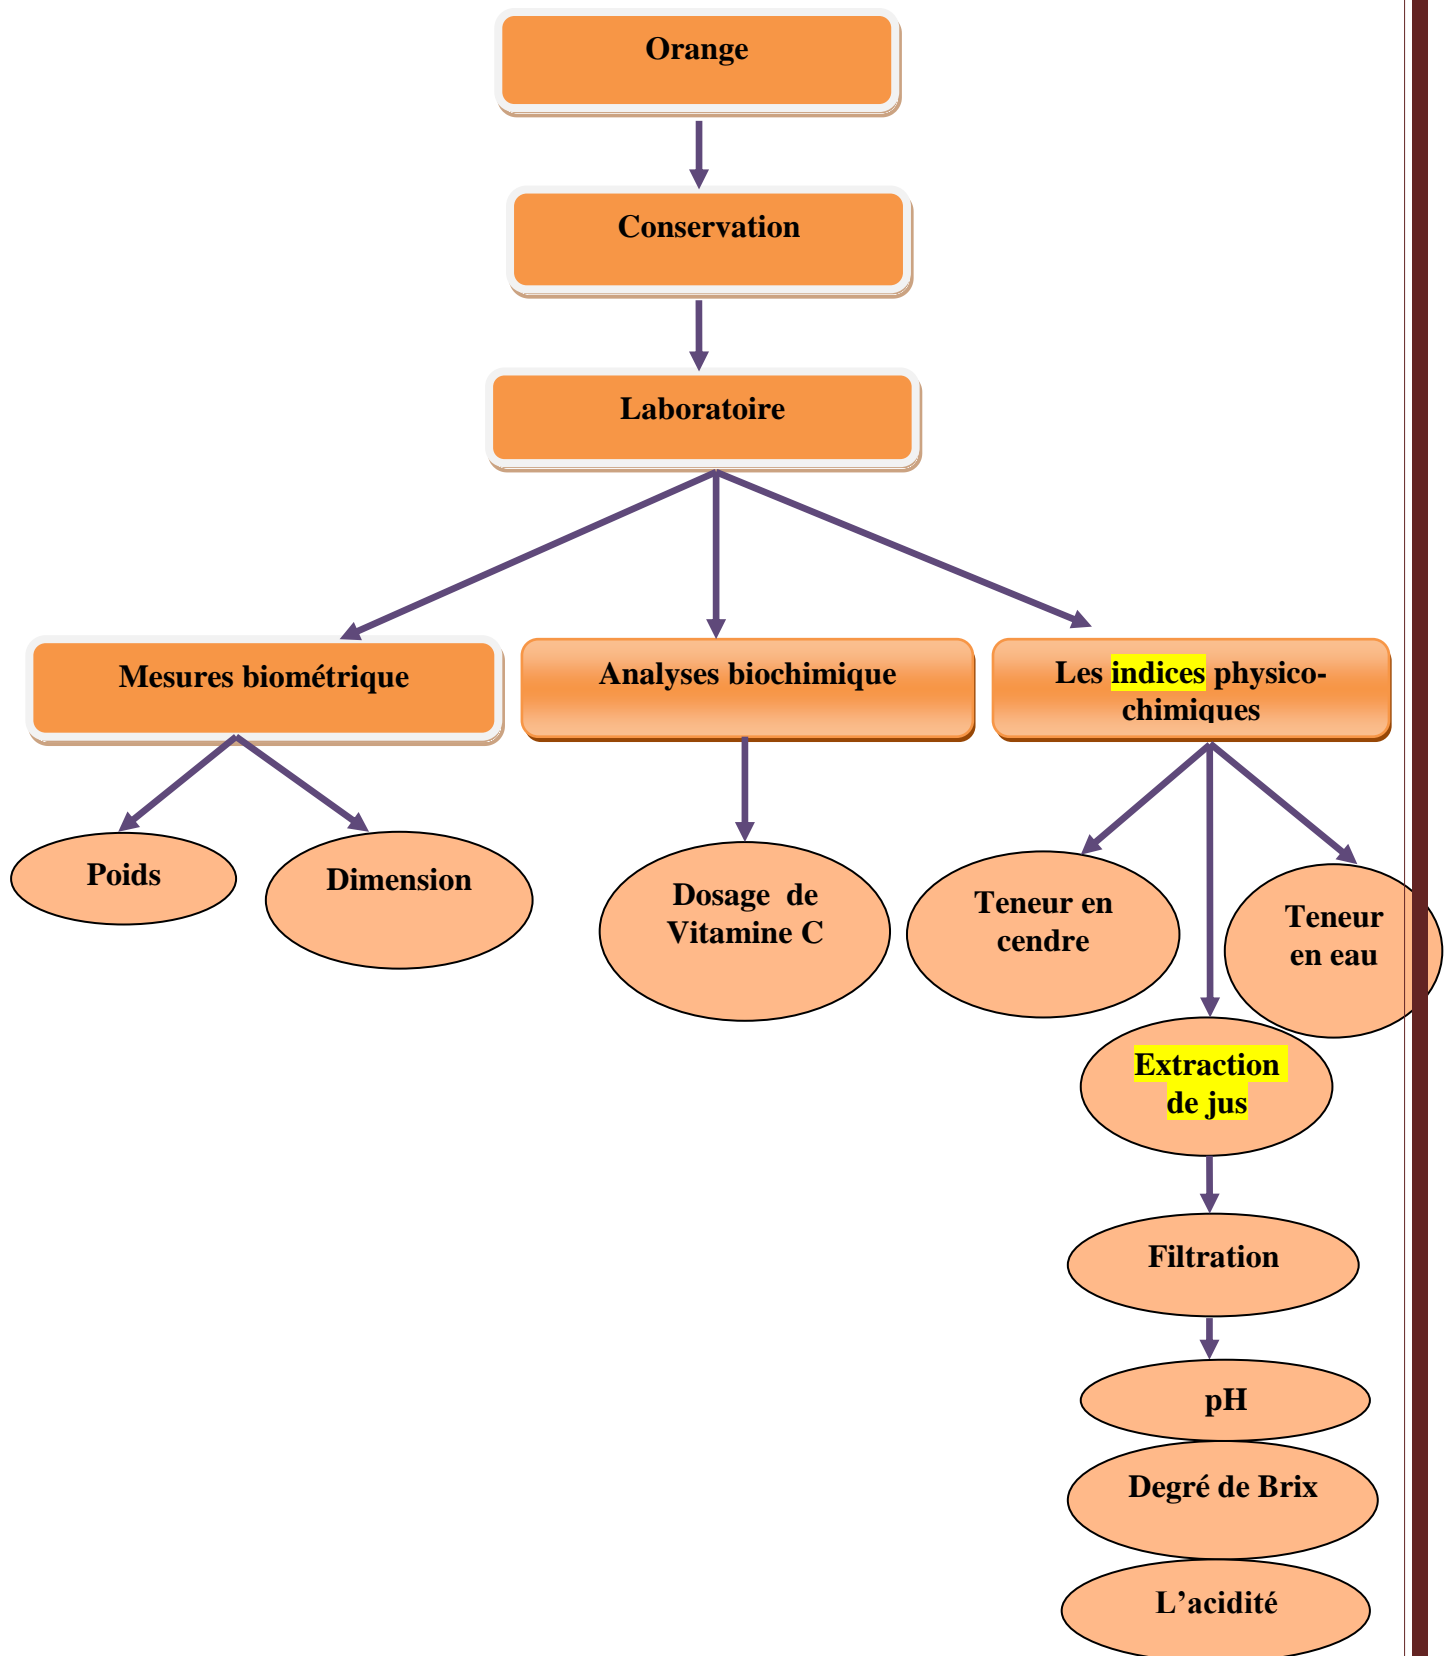 Orange
Conservation
Laboratoire
Mesures biométrique
Analyses biochimique
Les indices physico-
chimiques
Poids
Dimension
Dosage de
Vitamine C
Teneur en
cendre
Teneur
en eau
Extraction
de jus
Filtration
pH
Degré de Brix
L’acidité